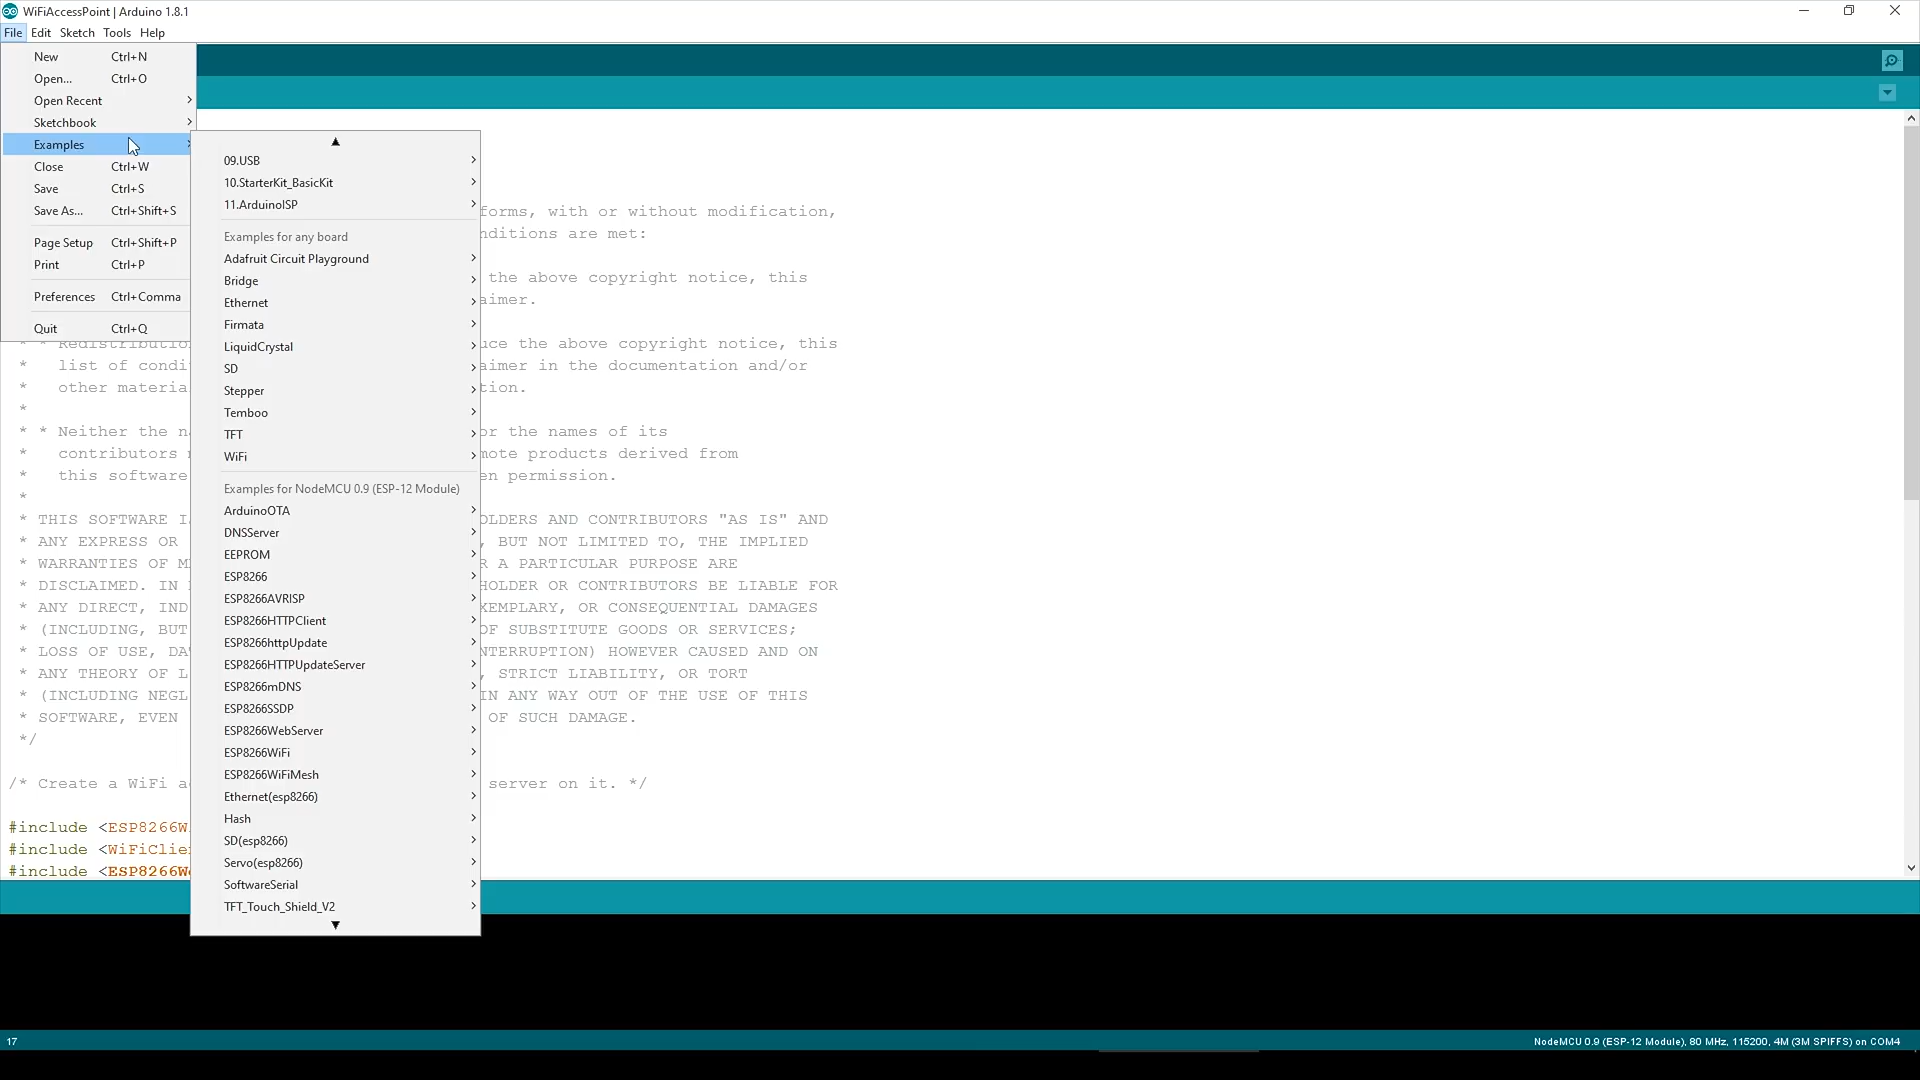 WiFiAccessPoint | Arduino 1.8.1
File Edit Sketch Tools Help
New Ctrl+N
Open... Ctrl+O
Open Recent
Sketchbook
Examples
Close Ctrl+W
Save Ctrl+S
Save As... Ctrl+Shift+S
Page Setup Ctrl+Shift+P
Print Ctrl+P
Preferences Ctrl+Comma
Quit Ctrl+Q
09.USB
10.StarterKit_BasicKit
11.ArduinoISP
Examples for any board
Adafruit Circuit Playground
Bridge
Ethernet
Firmata
LiquidCrystal
SD
Stepper
Temboo
TFT
WiFi
Examples for NodeMCU 0.9 (ESP-12 Module)
ArduinoOTA
DNSServer
EEPROM
ESP8266
ESP8266AVRISP
ESP8266HTTPClient
ESP8266httpUpdate
ESP8266HTTPUpdateServer
ESP8266mDNS
ESP8266SSDP
ESP8266WebServer
ESP8266WiFi
ESP8266WiFiMesh
Ethernet(esp8266)
Hash
SD(esp8266)
Servo(esp8266)
SoftwareSerial
TFT_Touch_Shield_V2
forms, with or without modification,
nditions are met:
the above copyright notice, this
aimer.
* * Redistribution uce the above copyright notice, this
* list of condi aimer in the documentation and/or
* other materia tion.
*
* * Neither the na or the names of its
* contributors m mote products derived from
* this software en permission.
*
* THIS SOFTWARE IS OLDERS AND CONTRIBUTORS "AS IS" AND
* ANY EXPRESS OR , BUT NOT LIMITED TO, THE IMPLIED
* WARRANTIES OF M R A PARTICULAR PURPOSE ARE
* DISCLAIMED. IN HOLDER OR CONTRIBUTORS BE LIABLE FOR
* ANY DIRECT, IND XEMPLARY, OR CONSEQUENTIAL DAMAGES
* (INCLUDING, BUT OF SUBSTITUTE GOODS OR SERVICES;
* LOSS OF USE, DA NTERRUPTION) HOWEVER CAUSED AND ON
* ANY THEORY OF L , STRICT LIABILITY, OR TORT
* (INCLUDING NEGL IN ANY WAY OUT OF THE USE OF THIS
* SOFTWARE, EVEN OF SUCH DAMAGE.
*/
/* Create a WiFi a server on it. */
#include <ESP8266W
#include <WiFiClie
#include <ESP8266W
17
NodeMCU 0.9 (ESP-12 Module), 80 MHz, 115200, 4M (3M SPIFFS) on COM4